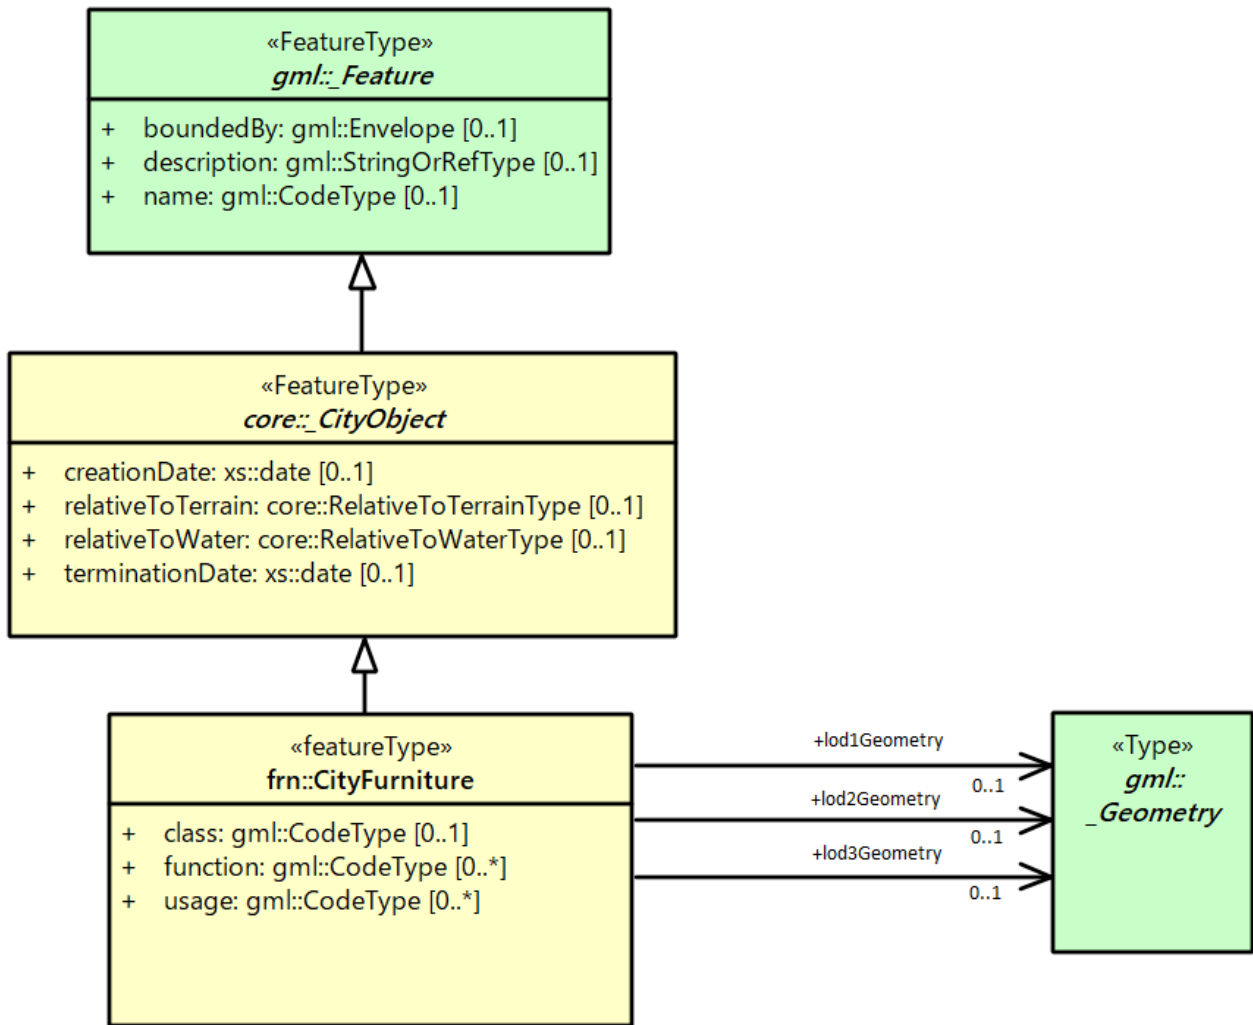 «FeatureType»
gml::_Feature
+ boundedBy: gml::Envelope [0..1]
+ description: gml::StringOrRefType [0..1]
+ name: gml::CodeType [0..1]
«FeatureType»
core::_CityObject
+ creationDate: xs::date [0..1]
+ relativeToTerrain: core::RelativeToTerrainType [0..1]
+ relativeToWater: core::RelativeToWaterType [0..1]
+ terminationDate: xs::date [0..1]
«featureType»
frn::CityFurniture
+ class: gml::CodeType [0..1]
+ function: gml::CodeType [0..*]
+ usage: gml::CodeType [0..*]
+lod1Geometry
0..1
+lod2Geometry
0..1
+lod3Geometry
0..1
«Type»
gml::
_Geometry